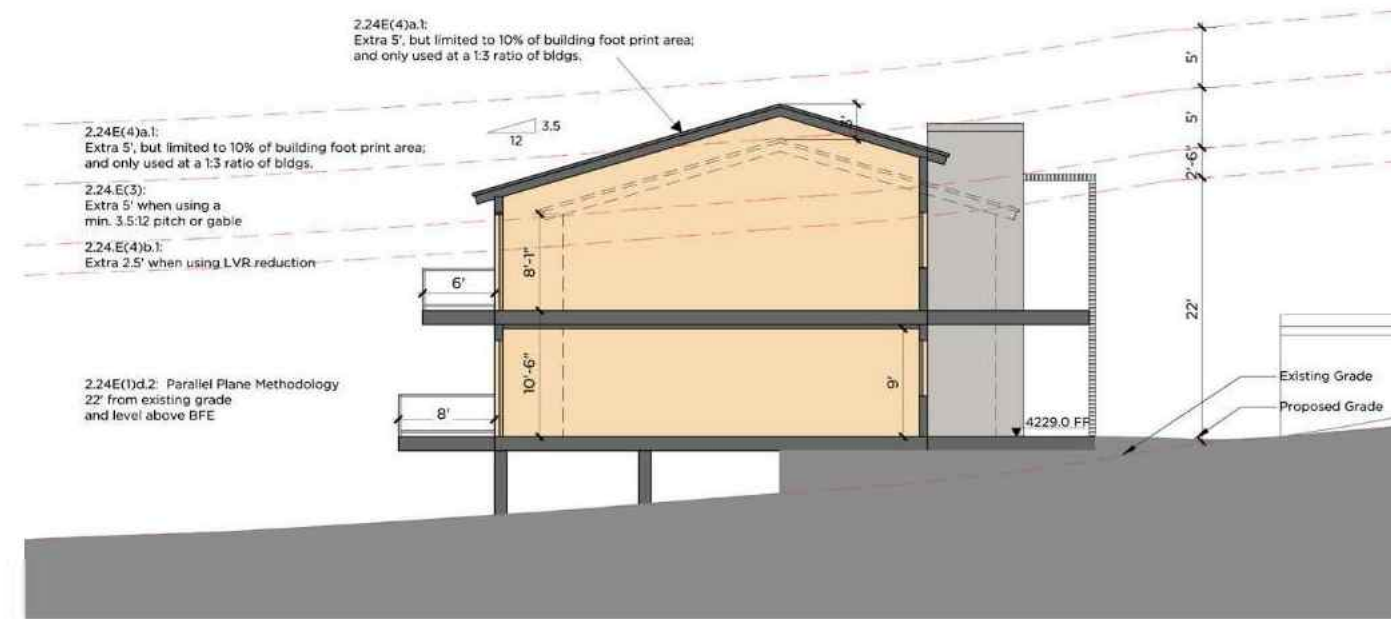 2.24E(4)a.1:
Extra 5', but limited to 10% of building foot print area;
and only used at a 1:3 ratio of bldgs.
2.24E(4)a.1:
Extra 5', but limited to 10% of building foot print area;
and only used at a 1:3 ratio of bldgs.
2.24.E(3):
Extra 5' when using a
min. 3.5:12 pitch or gable
2.24.E(4)b.1:
Extra 2.5' when using LVR reduction
2.24E(1)d.2: Parallel Plane Methodology
22' from existing grade
and level above BFE
3.5
12
6'
8'
8'-1"
10'-6"
9'
4229.0 FF
5'
5'
2'-6"
22'
Existing Grade
Proposed Grade